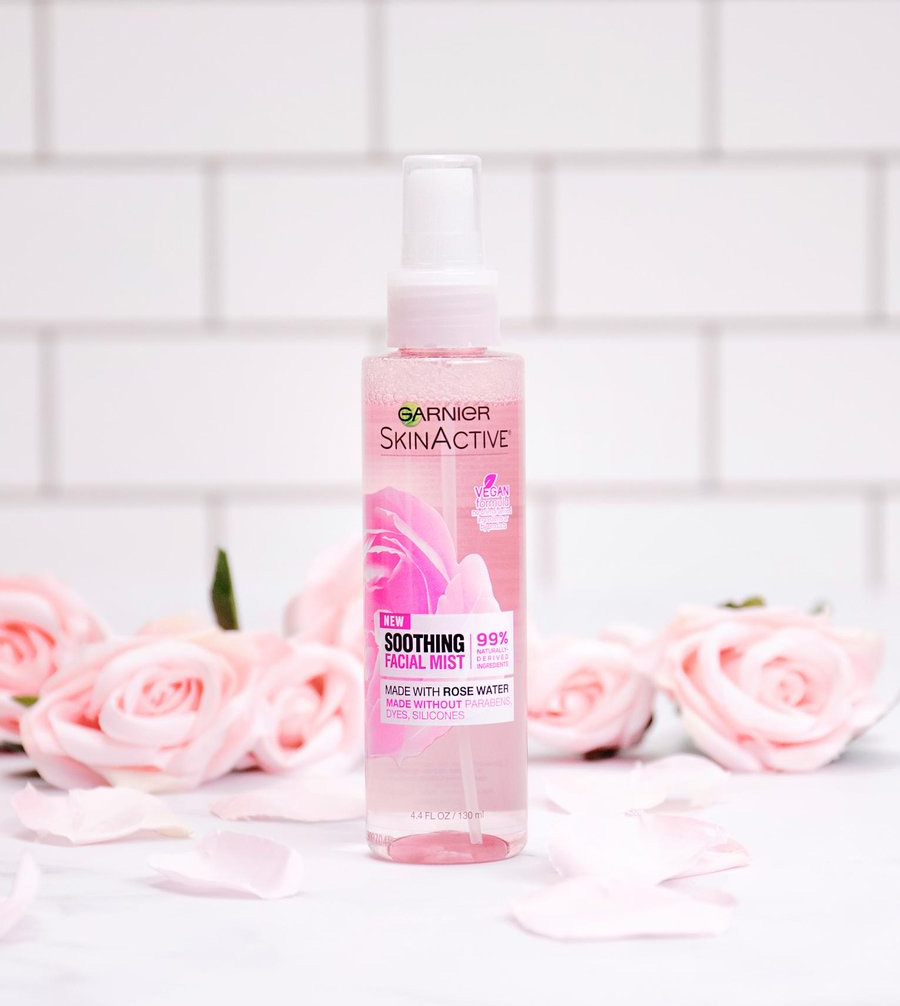 GARNIER
SKINACTIVE®
VEGAN
formula
NEW
SOOTHING
FACIAL MIST
99%
NATURALLY-
DERIVED
INGREDIENTS
MADE WITH ROSE WATER
MADE WITHOUT PARABENS,
DYES, SILICONES
4.4 FL OZ / 130 ml